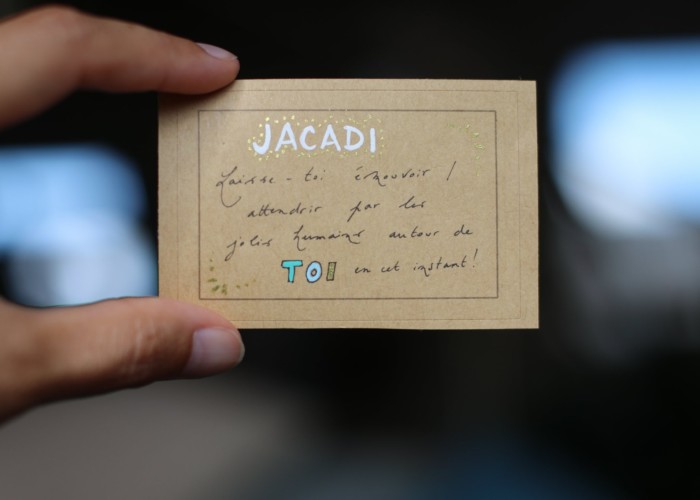 JACADI
Laisse-toi émouvoir !
attendrir par les
jolis humains autour de
TOI en cet instant !